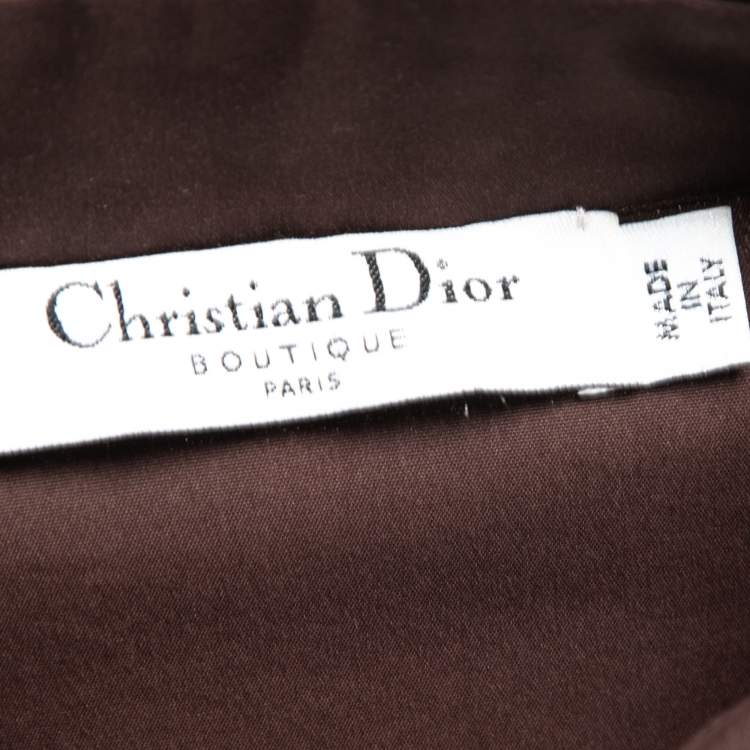 Christian Dior
BOUTIQUE
PARIS
MADE
IN
ITALY